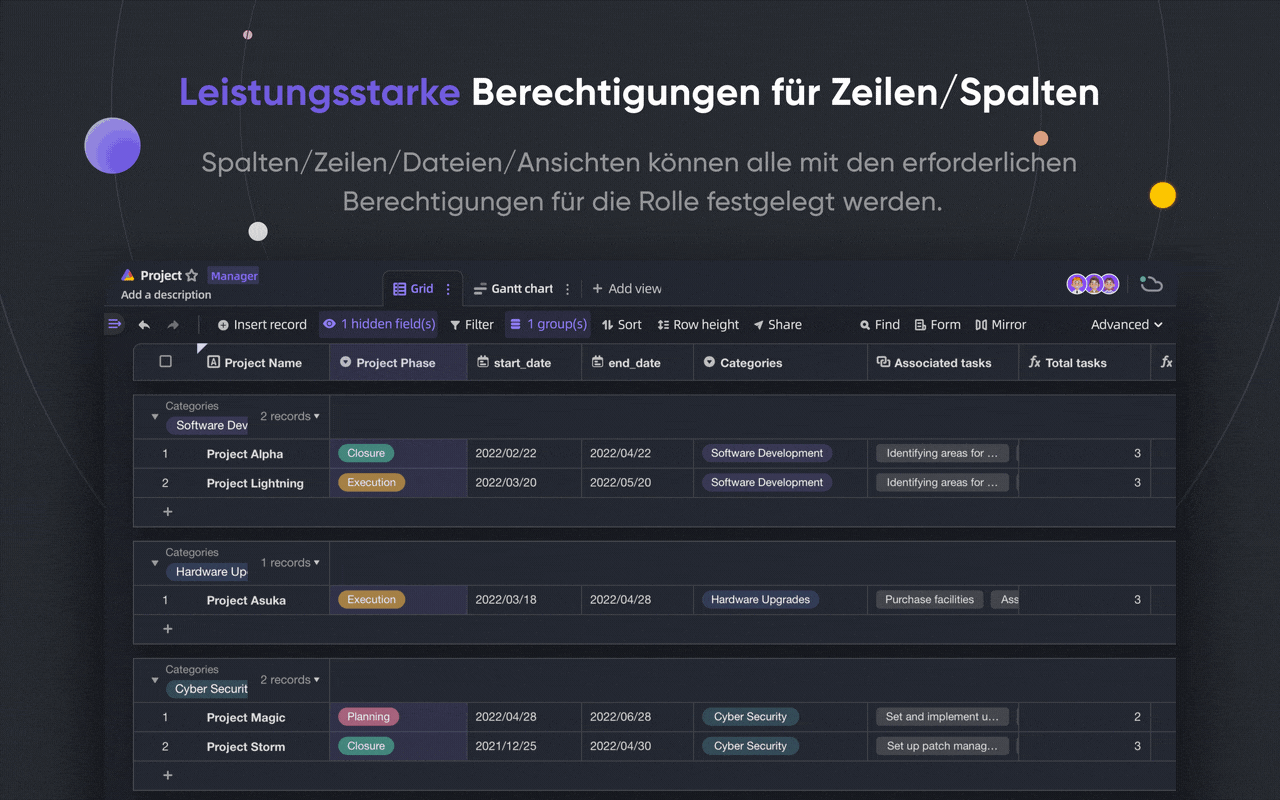 Leistungsstarke Berechtigungen für Zeilen/Spalten
Spalten/Zeilen/Dateien/Ansichten können alle mit den erforderlichen
Berechtigungen für die Rolle festgelegt werden.
Project Manager
Add a description
Grid Gantt chart + Add view
Insert record 1 hidden field(s) Filter 1 group(s) Sort Row height Share Find Form Mirror Advanced
Project Name Project Phase start_date end_date Categories Associated tasks fx Total tasks fx
Categories
Software Dev 2 records
1 Project Alpha Closure 2022/02/22 2022/04/22 Software Development Identifying areas for ... 3
2 Project Lightning Execution 2022/03/20 2022/05/20 Software Development Identifying areas for ... 3
+
Categories
Hardware Up 1 records
1 Project Asuka Execution 2022/03/18 2022/04/28 Hardware Upgrades Purchase facilities Ass 3
+
Categories
Cyber Securit 2 records
1 Project Magic Planning 2022/04/28 2022/06/28 Cyber Security Set and implement u... 2
2 Project Storm Closure 2021/12/25 2022/04/30 Cyber Security Set up patch manag... 3
+